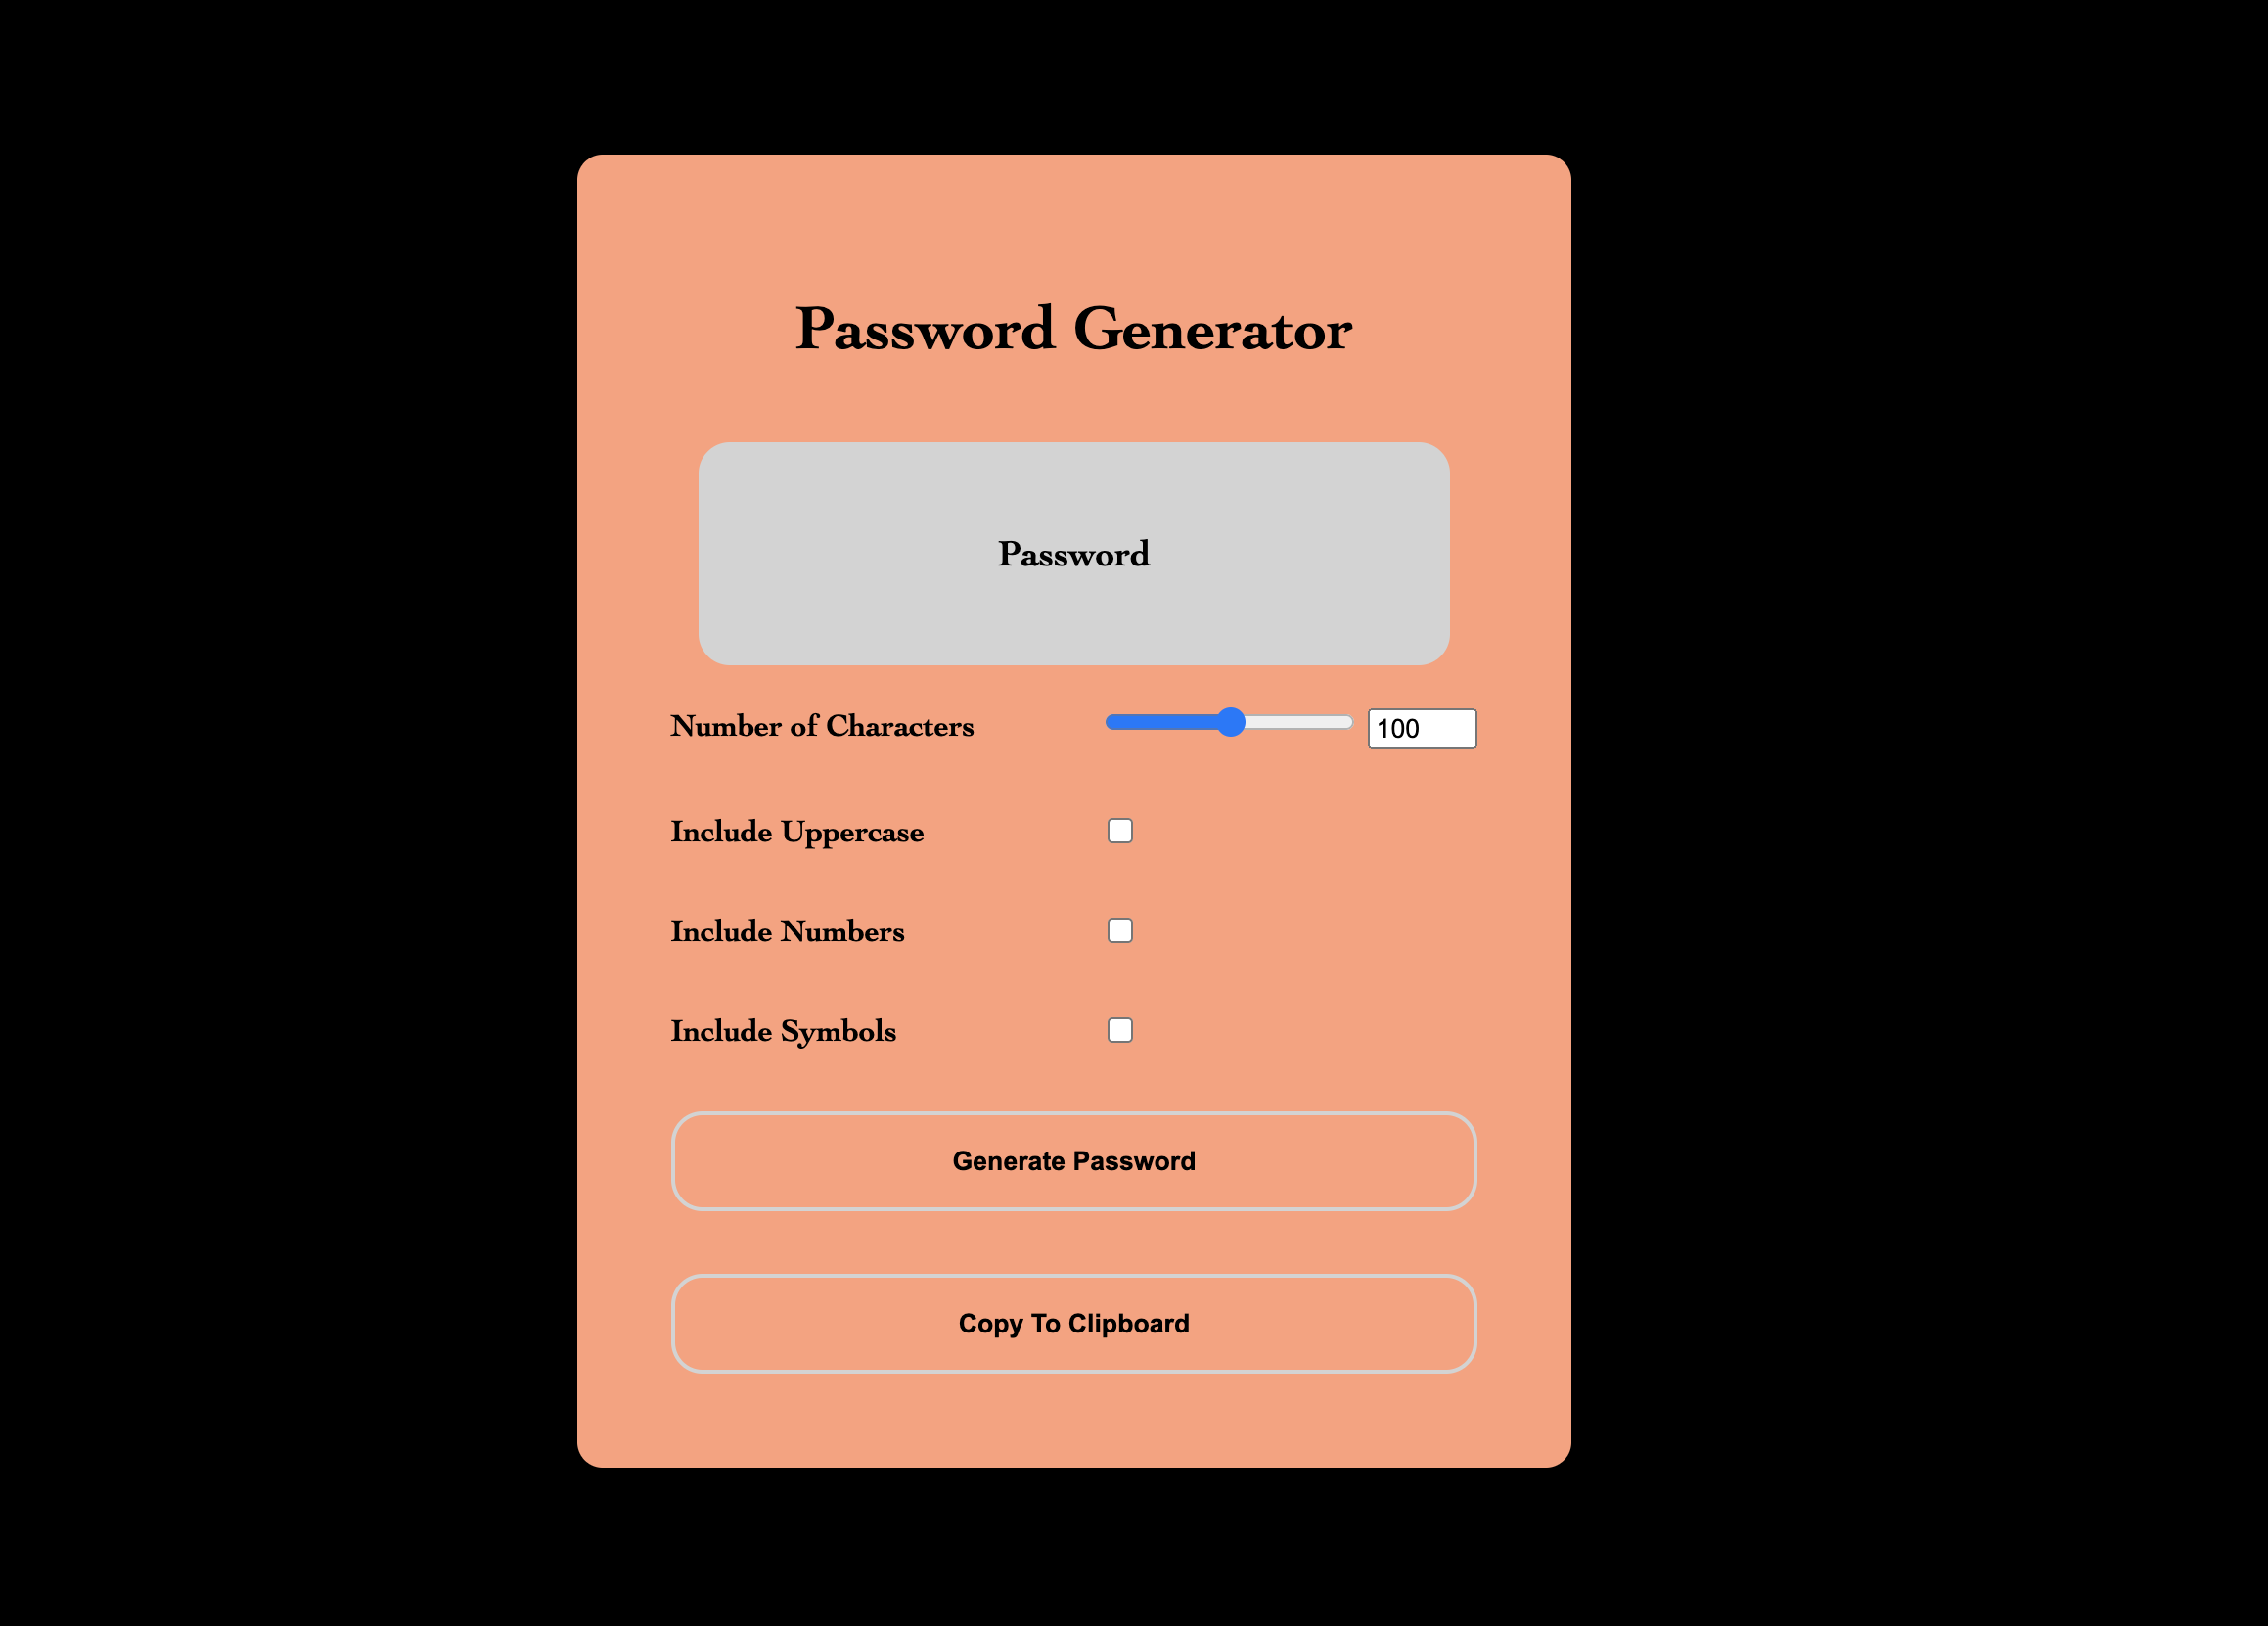 Password Generator
Password
Number of Characters 100
Include Uppercase
Include Numbers
Include Symbols
Generate Password
Copy To Clipboard